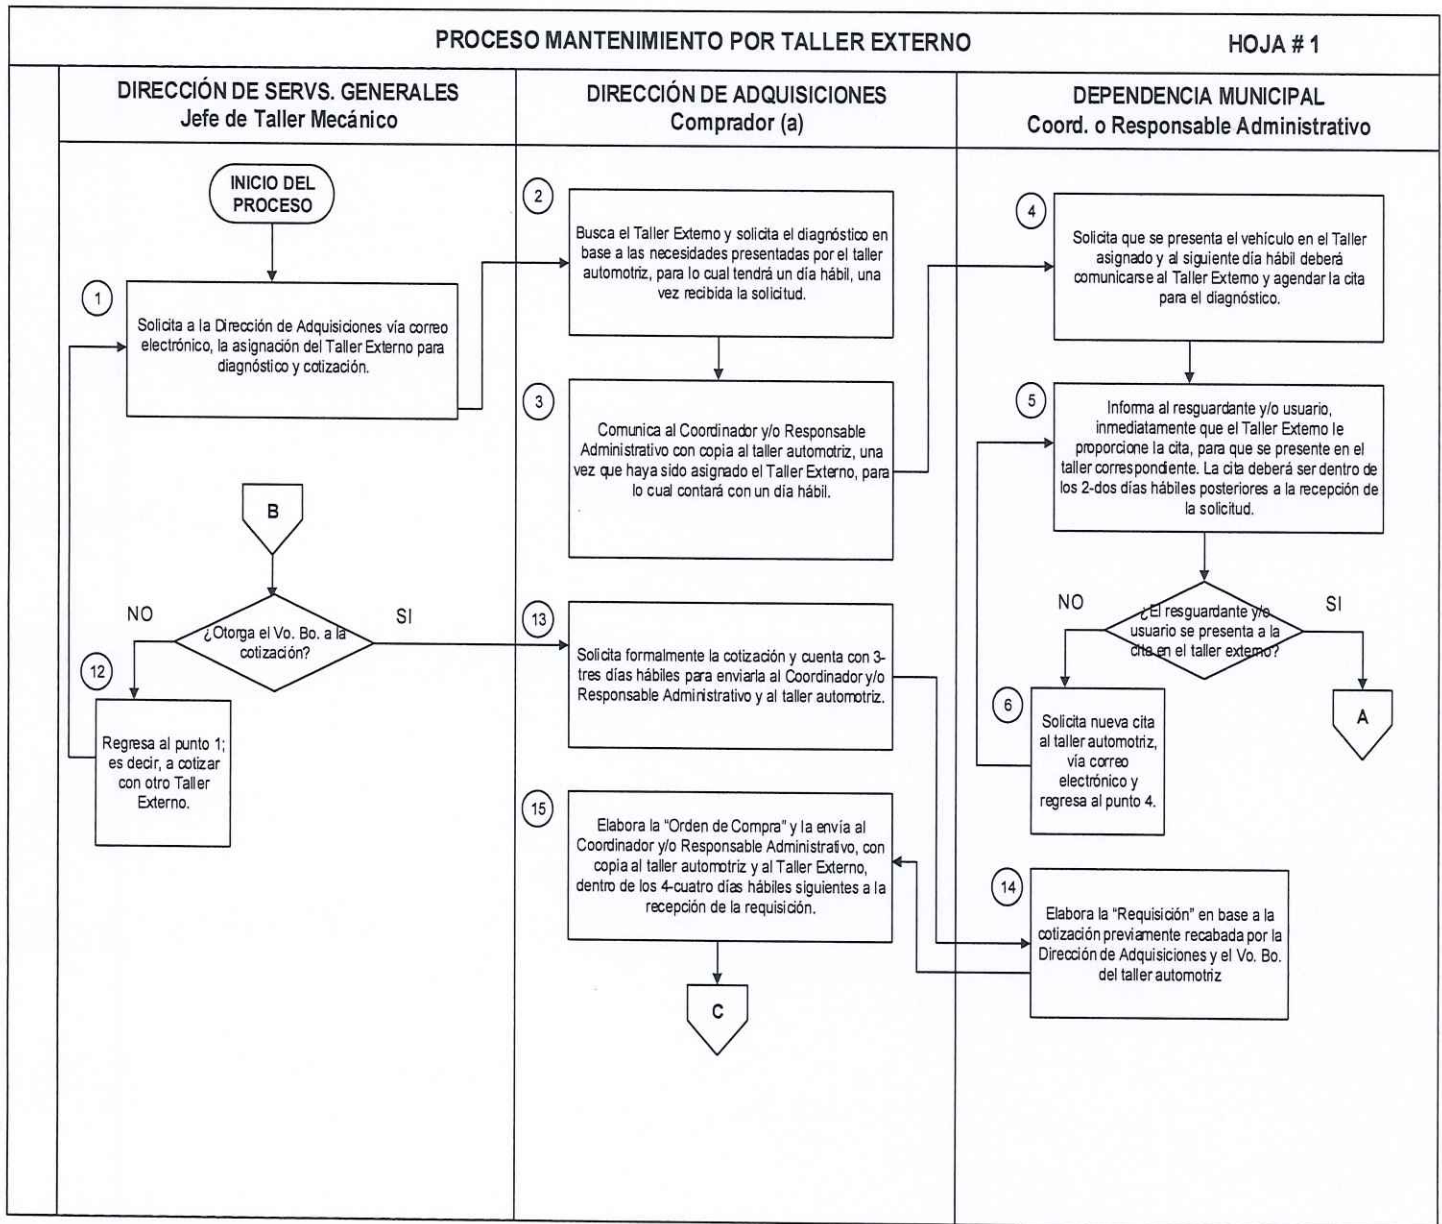 PROCESO MANTENIMIENTO POR TALLER EXTERNO
HOJA # 1
DIRECCIÓN DE SERVS. GENERALES
Jefe de Taller Mecánico
DIRECCIÓN DE ADQUISICIONES
Comprador (a)
DEPENDENCIA MUNICIPAL
Coord. o Responsable Administrativo
INICIO DEL
PROCESO
1
Solicita a la Dirección de Adquisiciones vía correo
electrónico, la asignación del Taller Externo para
diagnóstico y cotización.
2
Busca el Taller Externo y solicita el diagnóstico en
base a las necesidades presentadas por el taller
automotriz, para lo cual tendrá un día hábil, una
vez recibida la solicitud.
3
Comunica al Coordinador y/o Responsable
Administrativo con copia al taller automotriz, una
vez que haya sido asignado el Taller Externo, para
lo cual contará con un día hábil.
4
Solicita que se presenta el vehículo en el Taller
asignado y al siguiente día hábil deberá
comunicarse al Taller Externo y agendar la cita
para el diagnóstico.
5
Informa al resguardante y/o usuario,
inmediatamente que el Taller Externo le
proporcione la cita, para que se presente en el
taller correspondiente. La cita deberá ser dentro de
los 2-dos días hábiles posteriores a la recepción de
la solicitud.
¿El resguardante y/o
usuario se presenta a la
cita en el taller externo?
NO
SI
6
Solicita nueva cita
al taller automotriz,
vía correo
electrónico y
regresa al punto 4.
A
B
¿Otorga el Vo. Bo. a la
cotización?
NO
SI
12
Regresa al punto 1;
es decir, a cotizar
con otro Taller
Externo.
13
Solicita formalmente la cotización y cuenta con 3-
tres días hábiles para enviarla al Coordinador y/o
Responsable Administrativo y al taller automotriz.
14
Elabora la "Requisición" en base a la
cotización previamente recabada por la
Dirección de Adquisiciones y el Vo. Bo.
del taller automotriz
15
Elabora la "Orden de Compra" y la envía al
Coordinador y/o Responsable Administrativo, con
copia al taller automotriz y al Taller Externo,
dentro de los 4-cuatro días hábiles siguientes a la
recepción de la requisición.
C